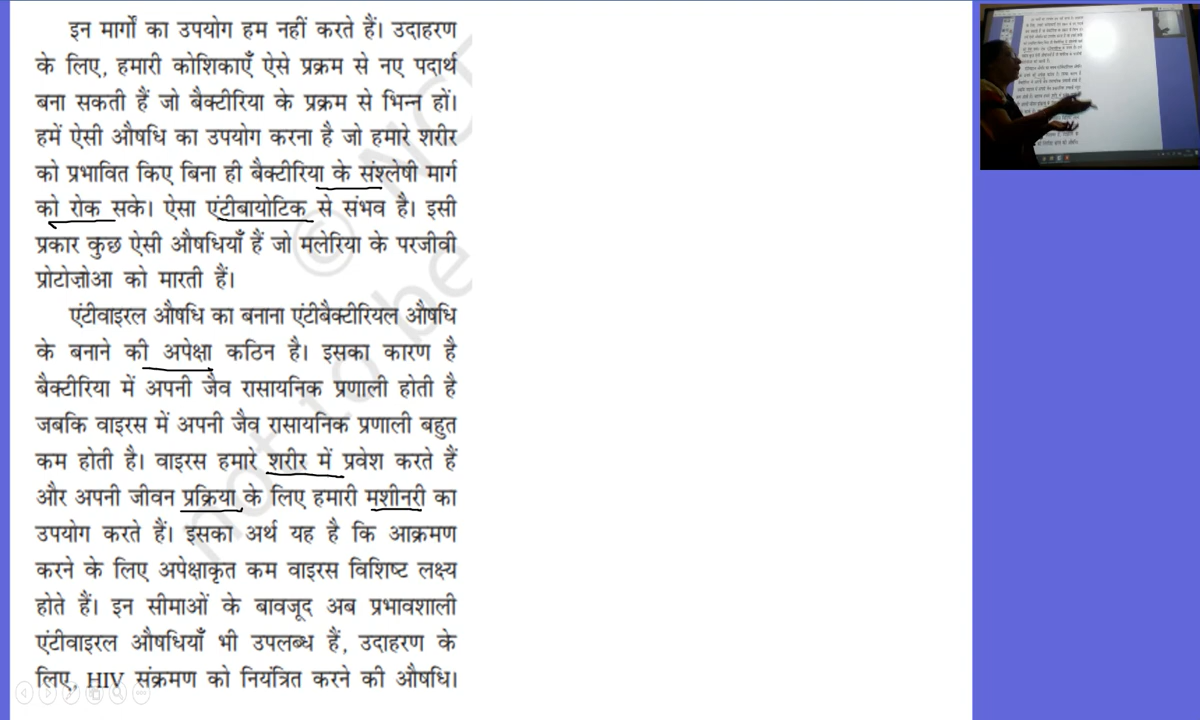 इन मार्गों का उपयोग हम नहीं करते हैं। उदाहरण
के लिए, हमारी कोशिकाएँ ऐसे प्रक्रम से नए पदार्थ
बना सकती हैं जो बैक्टीरिया के प्रक्रम से भिन्न हों।
हमें ऐसी औषधि का उपयोग करना है जो हमारे शरीर
को प्रभावित किए बिना ही बैक्टीरिया के संश्लेषी मार्ग
को रोक सके। ऐसा एंटीबायोटिक से संभव है। इसी
प्रकार कुछ ऐसी औषधियाँ हैं जो मलेरिया के परजीवी
प्रोटोज़ोआ को मारती हैं।
एंटीवाइरल औषधि का बनाना एंटीबैक्टीरियल औषधि
के बनाने की अपेक्षा कठिन है। इसका कारण है
बैक्टीरिया में अपनी जैव रासायनिक प्रणाली होती है
जबकि वाइरस में अपनी जैव रासायनिक प्रणाली बहुत
कम होती है। वाइरस हमारे शरीर में प्रवेश करते हैं
और अपनी जीवन प्रक्रिया के लिए हमारी मशीनरी का
उपयोग करते हैं। इसका अर्थ यह है कि आक्रमण
करने के लिए अपेक्षाकृत कम वाइरस विशिष्ट लक्ष्य
होते हैं। इन सीमाओं के बावजूद अब प्रभावशाली
एंटीवाइरल औषधियाँ भी उपलब्ध हैं, उदाहरण के
लिए, HIV संक्रमण को नियंत्रित करने की औषधि।
© NC
not to be